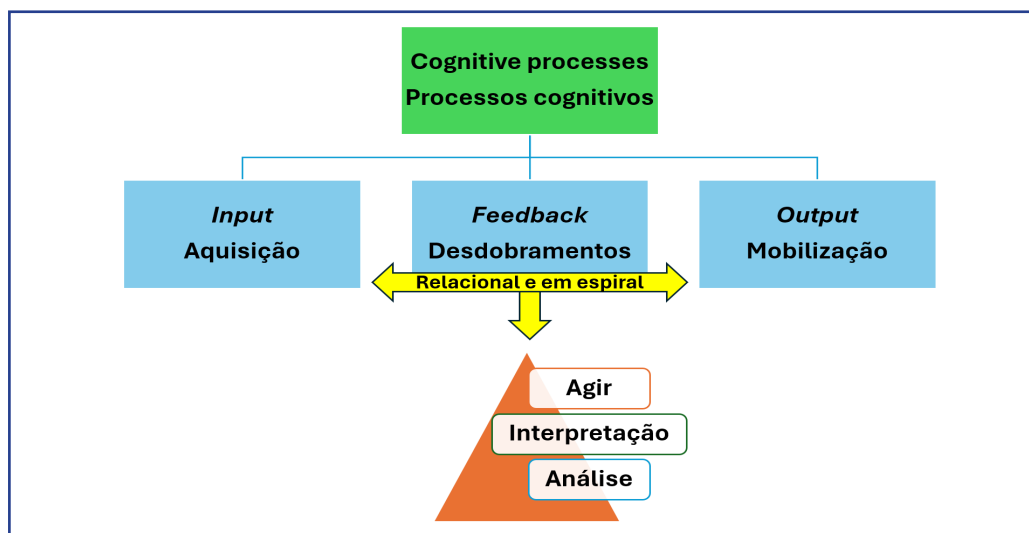 Cognitive processes
Processos cognitivos
Input
Aquisição
Feedback
Desdobramentos
Output
Mobilização
Relacional e em espiral
Agir
Interpretação
Análise